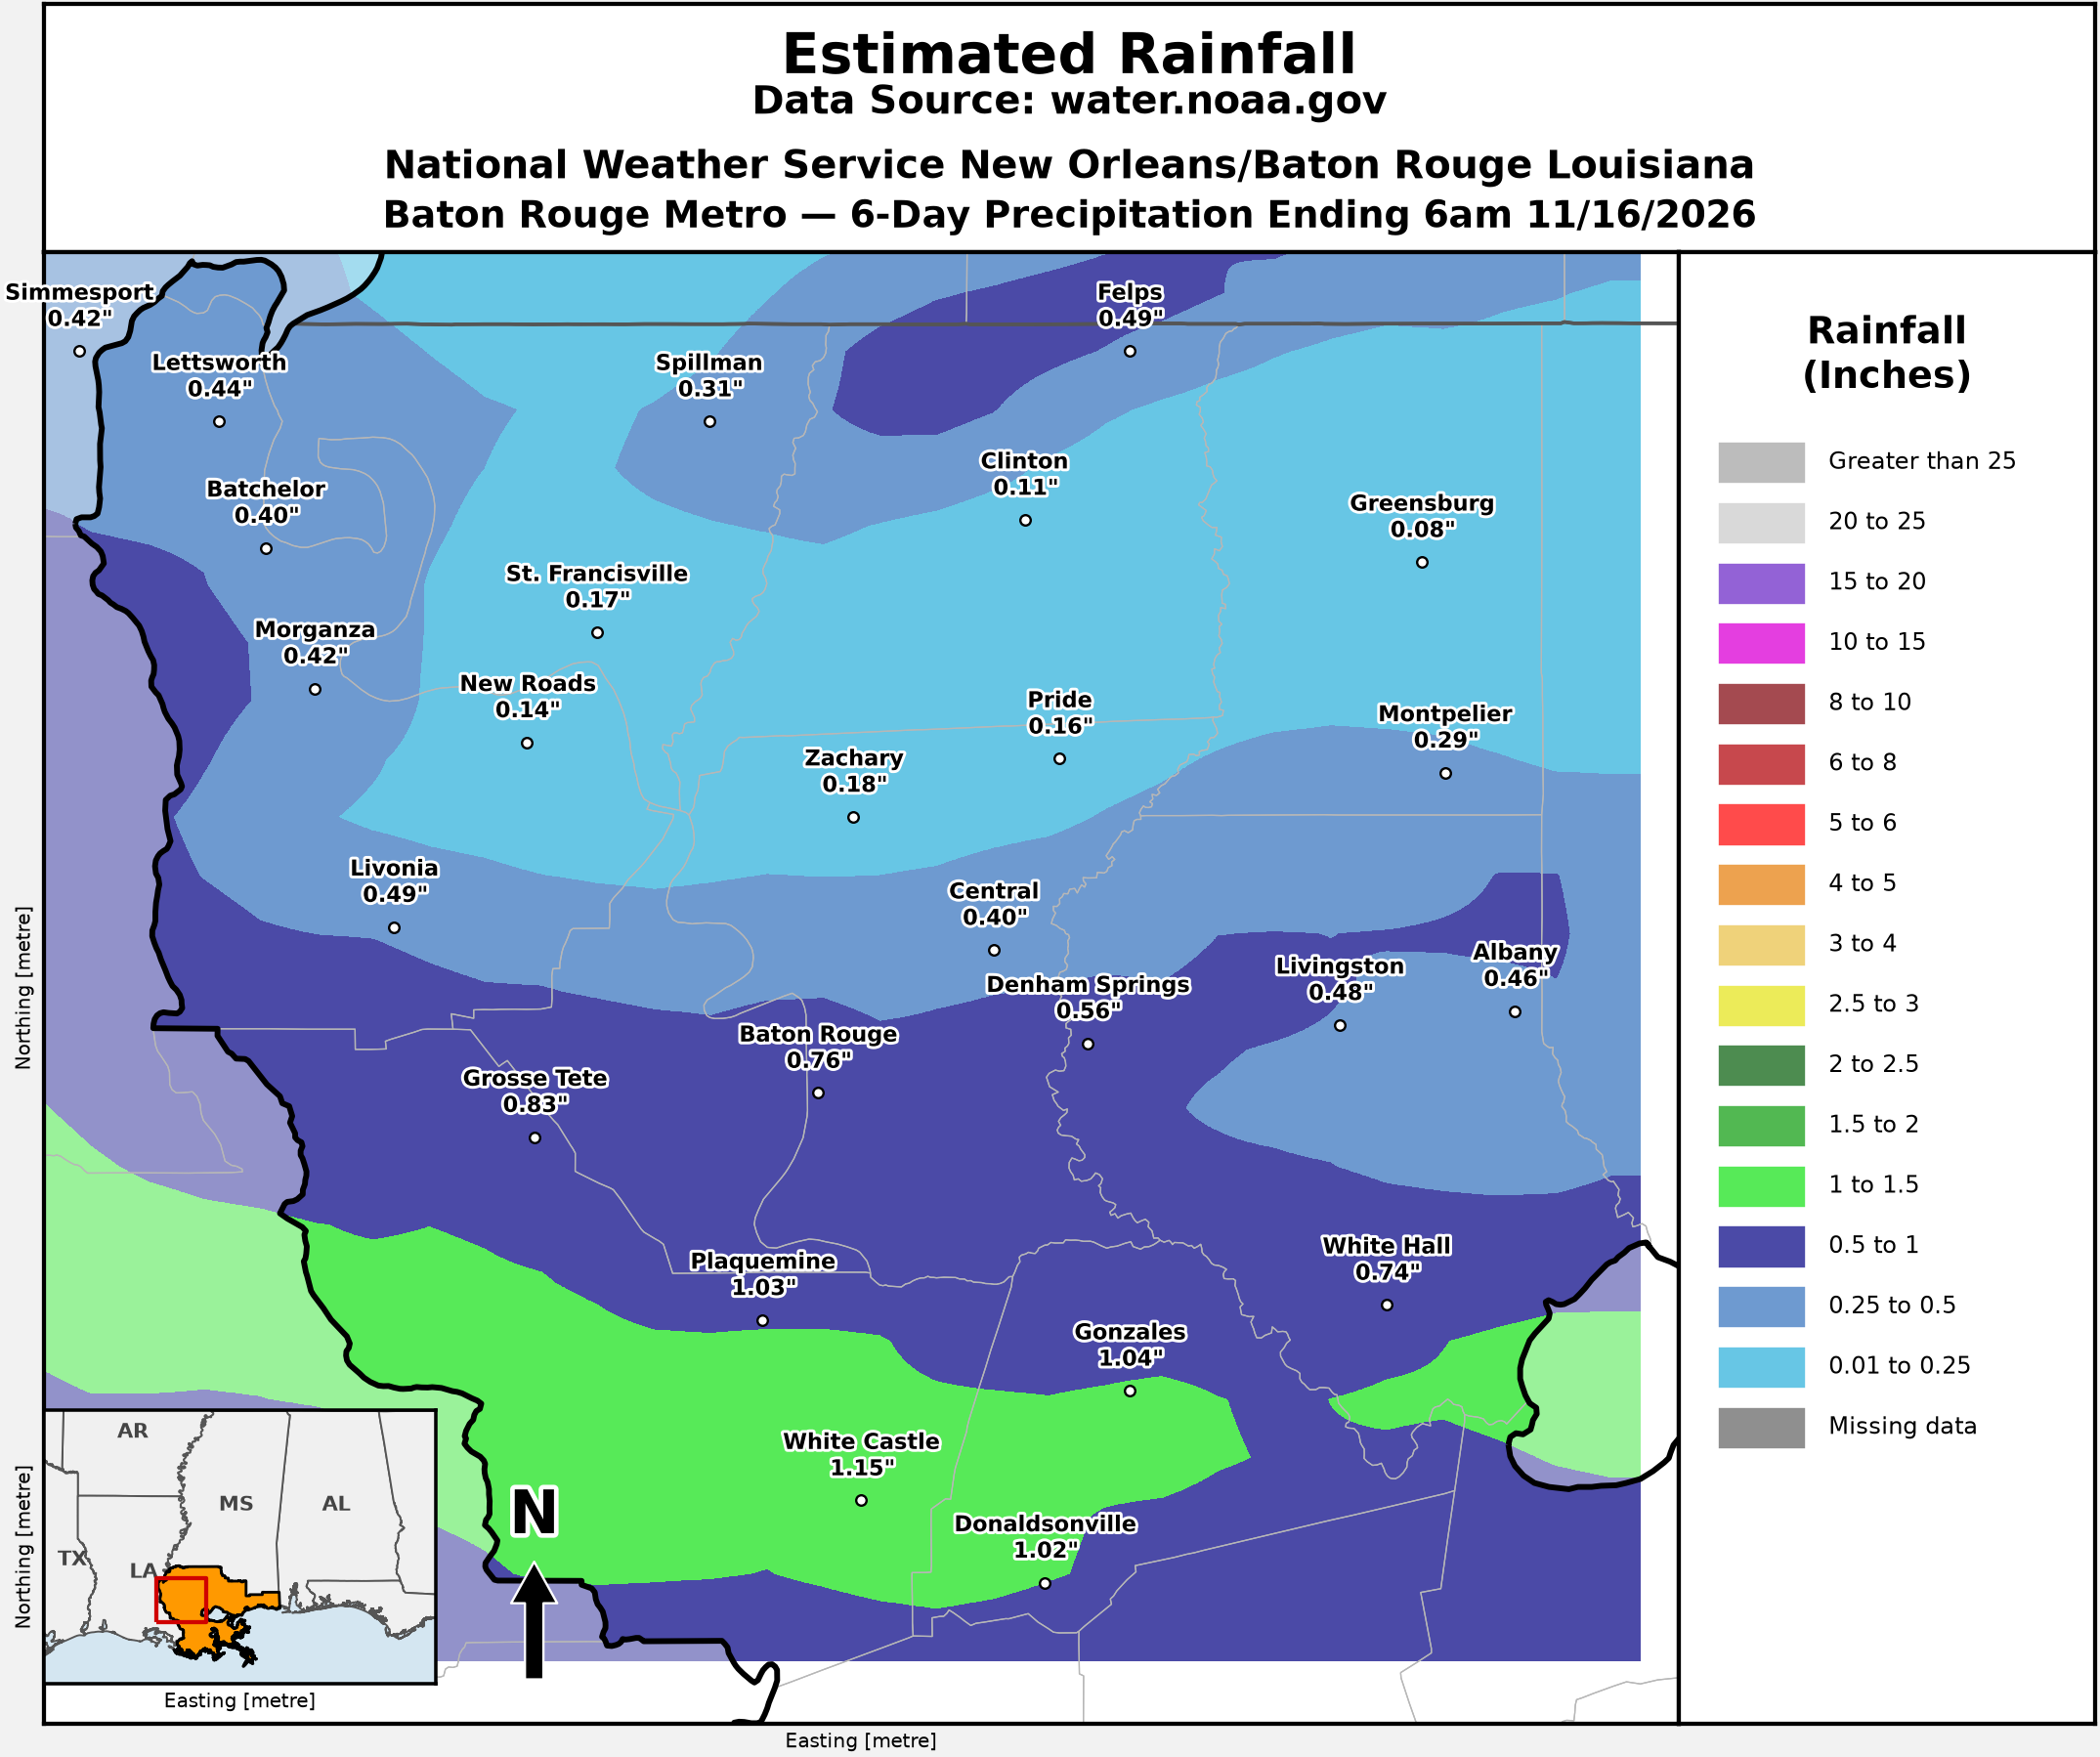 Estimated Rainfall
Data Source: water.noaa.gov
National Weather Service New Orleans/Baton Rouge Louisiana
Baton Rouge Metro — 6-Day Precipitation Ending 6am 11/16/2026
Simmesport
0.42"
Felps
0.49"
Lettsworth
0.44"
Spillman
0.31"
Clinton
0.11"
Batchelor
0.40"
Greensburg
0.08"
St. Francisville
0.17"
Morganza
0.42"
New Roads
0.14"
Pride
0.16"
Montpelier
0.29"
Zachary
0.18"
Livonia
0.49"
Central
0.40"
Albany
0.46"
Livingston
0.48"
Denham Springs
0.56"
Baton Rouge
0.76"
Grosse Tete
0.83"
White Hall
0.74"
Plaquemine
1.03"
Gonzales
1.04"
White Castle
1.15"
Donaldsonville
1.02"
N
AR
MS
AL
TX
LA
Northing [metre]
Northing [metre]
Easting [metre]
Easting [metre]
Rainfall
(Inches)
Greater than 25
20 to 25
15 to 20
10 to 15
8 to 10
6 to 8
5 to 6
4 to 5
3 to 4
2.5 to 3
2 to 2.5
1.5 to 2
1 to 1.5
0.5 to 1
0.25 to 0.5
0.01 to 0.25
Missing data